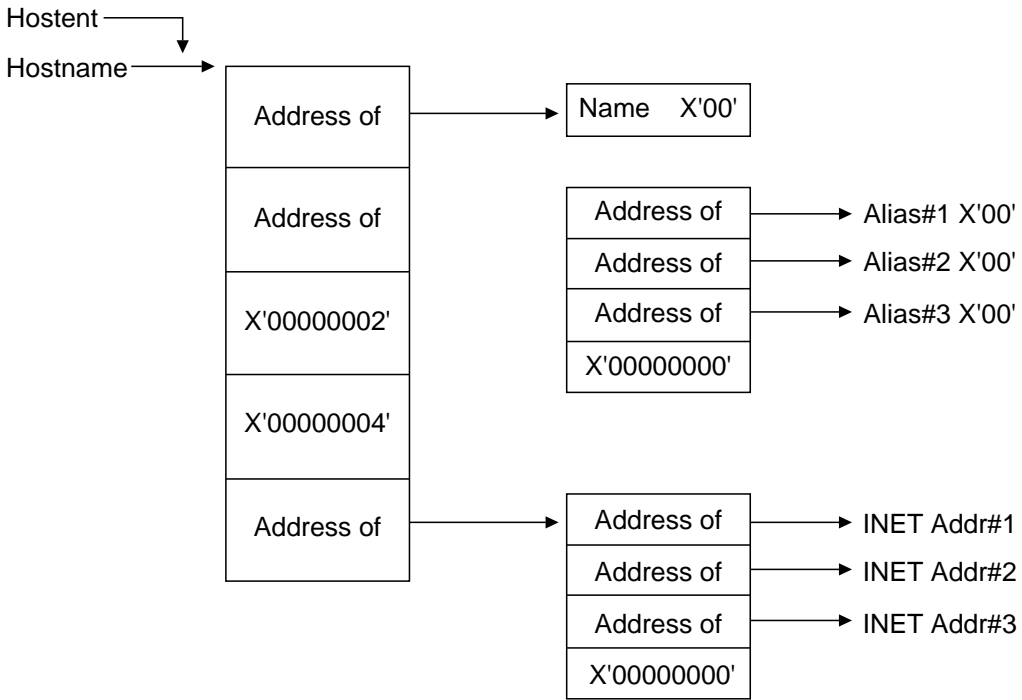 Hostent
Hostname
Address of
Name X'00'
Address of
Address of
Alias#1 X'00'
Address of
Alias#2 X'00'
X'00000002'
Address of
Alias#3 X'00'
X'00000000'
X'00000004'
Address of
Address of
INET Addr#1
Address of
INET Addr#2
Address of
INET Addr#3
X'00000000'